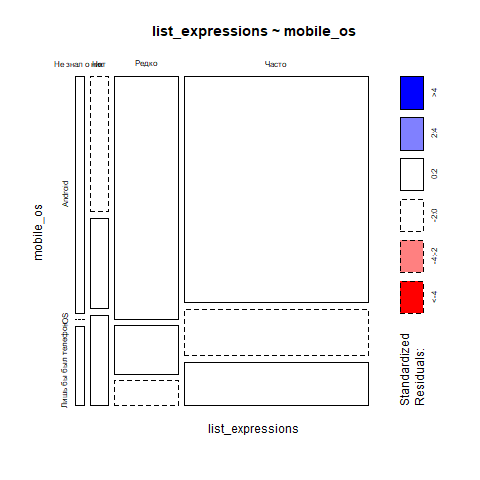 list_expressions ~ mobile_os
Не знал о них
Нет
Редко
Часто
mobile_os
Android
iOS
Лишь бы был телефон
list_expressions
Standardized
Residuals:
<-4
-4:-2
-2:0
0:2
2:4
>4